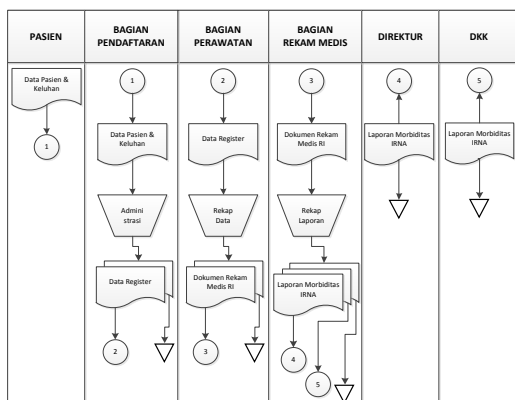 PASIEN
BAGIAN
PENDAFTARAN
BAGIAN
PERAWATAN
BAGIAN
REKAM MEDIS
DIREKTUR
DKK
Data Pasien &
Keluhan
1
1
Data Pasien &
Keluhan
Admini
strasi
Data Register
2
2
Data Register
Rekap
Data
Dokumen Rekam
Medis RI
3
3
Dokumen Rekam
Medis RI
Rekap
Laporan
Laporan Morbiditas
IRNA
4
5
4
Laporan Morbiditas
IRNA
5
Laporan Morbiditas
IRNA